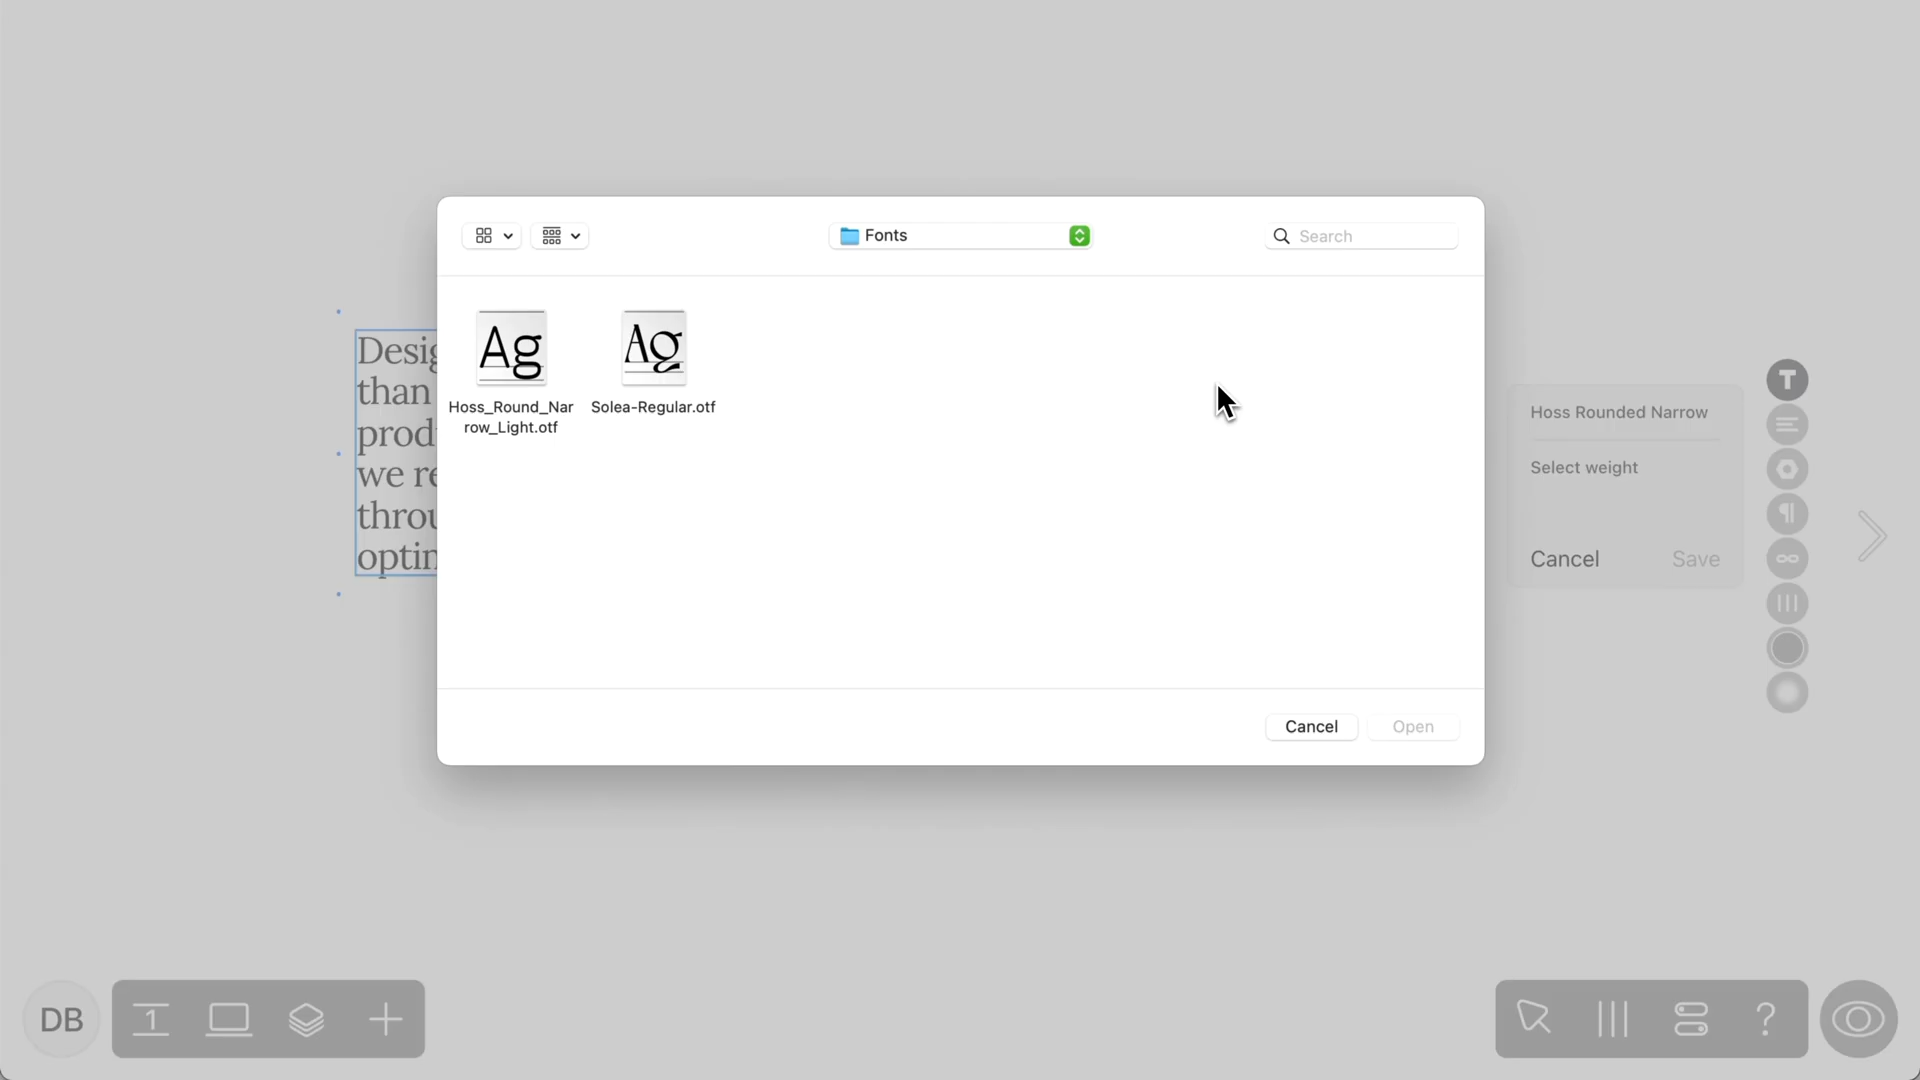 Fonts
Search
Ag
Ag
Hoss_Round_Nar
row_Light.otf
Solea-Regular.otf
Desig
than
prod
we re
throu
optin
Hoss Rounded Narrow
Select weight
Cancel
Save
Cancel
Open
DB
1
?